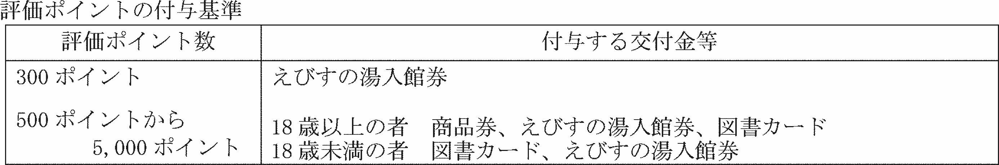 評価ポイントの付与基準
評価ポイント数　付与する交付金等
300 ポイント　えびすの湯入館券
500 ポイントから
18 歳以上の者　商品券、えびすの湯入館券、図書カード
5,000 ポイント
18 歳未満の者　図書カード、えびすの湯入館券